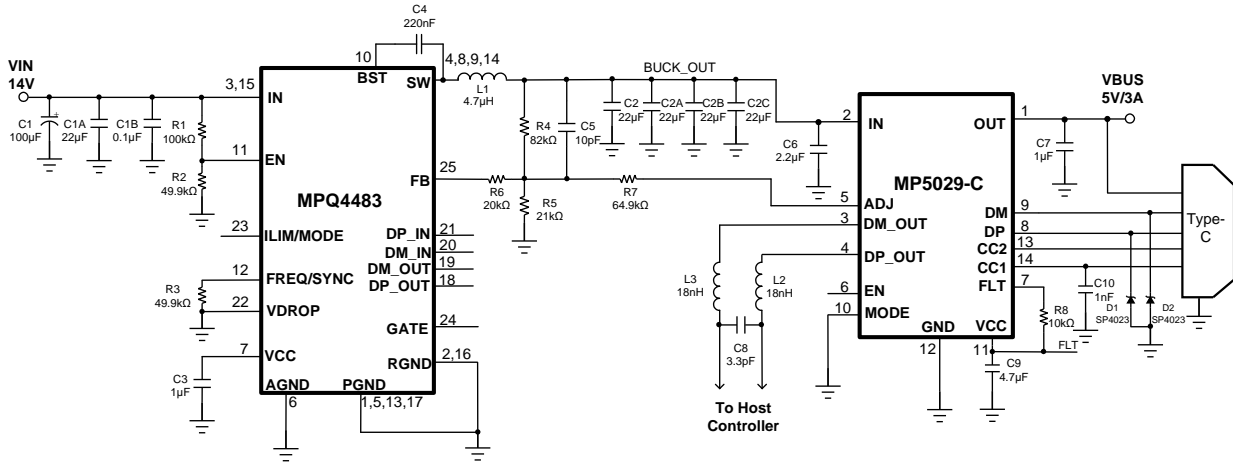 C4
220nF
VIN
14V
3,15
10
BST
4,8,9,14
SW
L1
4.7µH
BUCK_OUT
VBUS
5V/3A
IN
C1
100µF
+
C1A
22µF
C1B
0.1µF
R1
100kΩ
R4
82kΩ
C5
10pF
C2
22µF
C2A
22µF
C2B
22µF
C2C
22µF
2
IN
OUT
1
C6
2.2µF
C7
1µF
11
EN
R2
49.9kΩ
MPQ4483
25
FB
R6
20kΩ
R5
21kΩ
R7
64.9kΩ
MP5029-C
5
ADJ
3
DM_OUT
4
DP_OUT
DM
9
DP
8
CC2
13
CC1
14
FLT
7
Type-
C
23
ILIM/MODE
DP_IN
21
DM_IN
20
DM_OUT
19
DP_OUT
18
12
FREQ/SYNC
R3
49.9kΩ
22
VDROP
GATE
24
L3
18nH
L2
18nH
6
EN
10
MODE
C10
1nF
D1
SP4023
D2
SP4023
R8
10kΩ
7
VCC
C3
1µF
2,16
RGND
AGND
6
PGND
1,5,13,17
C8
3.3pF
GND
12
VCC
11
FLT
C9
4.7µF
To Host
Controller